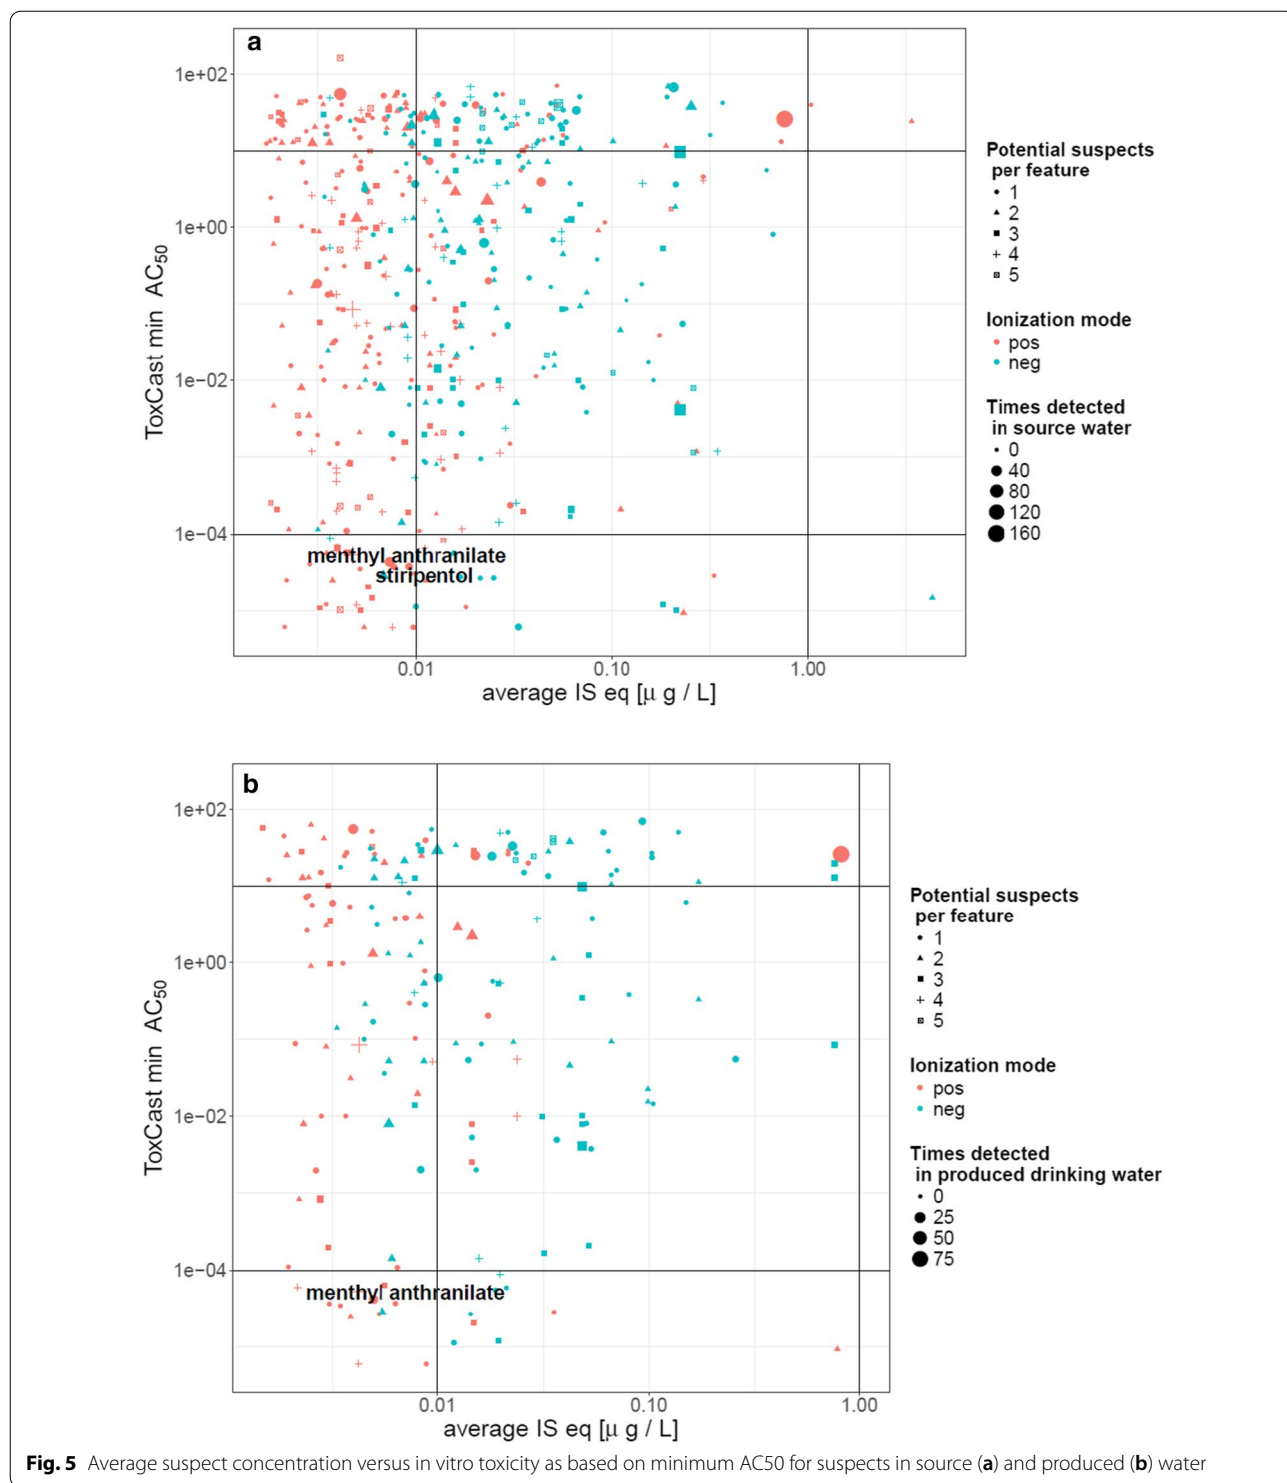 a
1e+02
1e+00
1e−02
1e−04
ToxCast min AC50
menthyl anthranilate
stiripentol
0.01
0.10
1.00
average IS eq [μ g / L]
Potential suspects
per feature
1
2
3
4
5
Ionization mode
pos
neg
Times detected
in source water
0
40
80
120
160
b
1e+02
1e+00
1e−02
1e−04
ToxCast min AC50
menthyl anthranilate
0.01
0.10
1.00
average IS eq [μ g / L]
Potential suspects
per feature
1
2
3
4
5
Ionization mode
pos
neg
Times detected
in produced drinking water
0
25
50
75
Fig. 5 Average suspect concentration versus in vitro toxicity as based on minimum AC50 for suspects in source (a) and produced (b) water